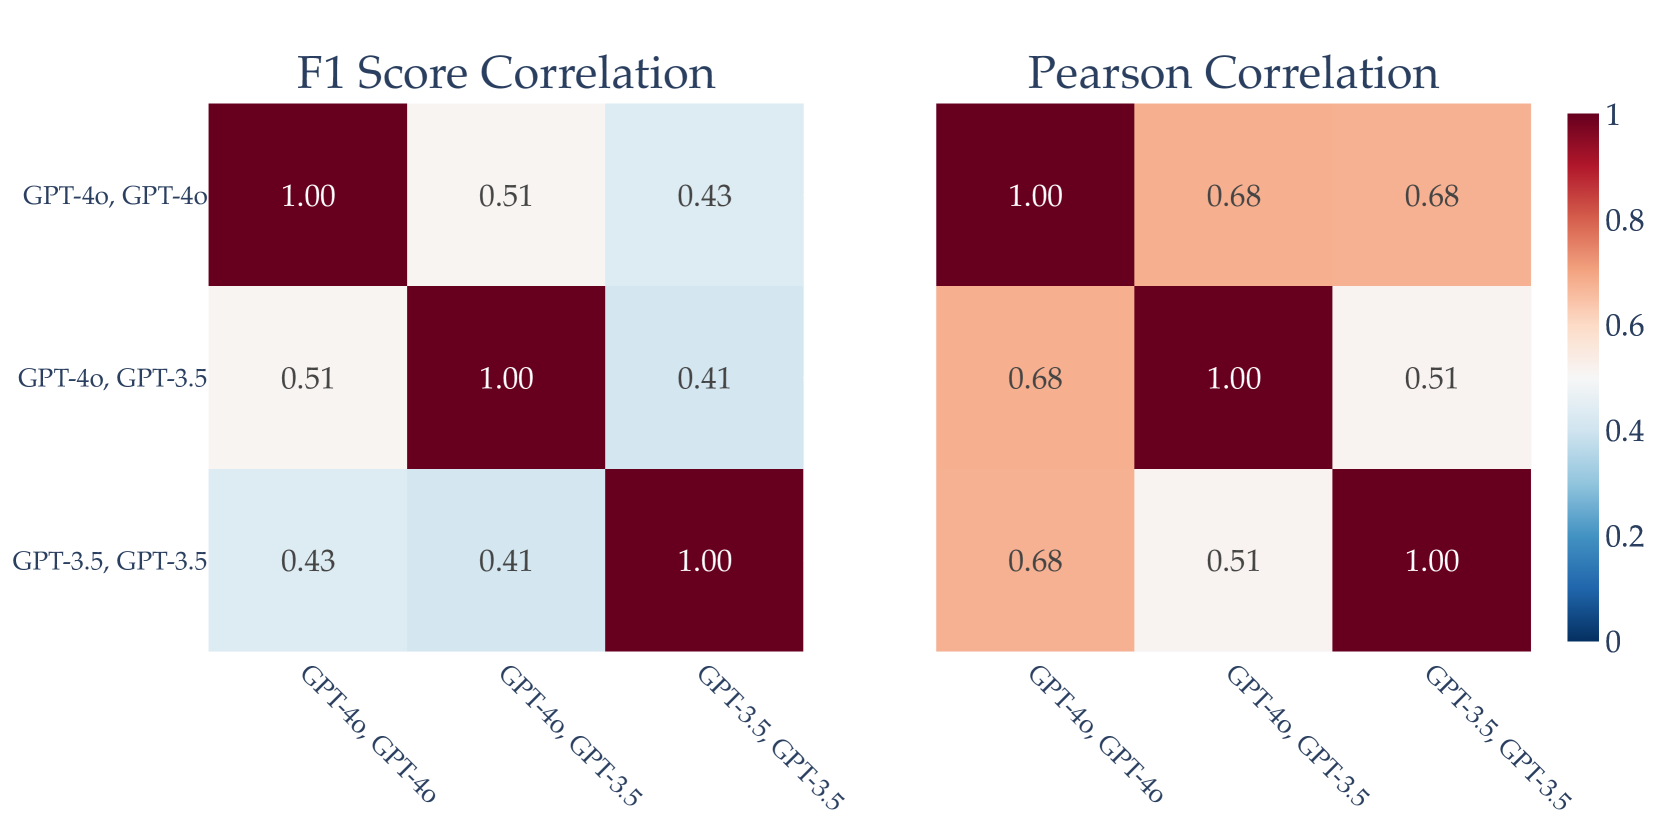 F1 Score Correlation
GPT-4o, GPT-4o
1.00 0.51 0.43
GPT-4o, GPT-3.5
0.51 1.00 0.41
GPT-3.5, GPT-3.5
0.43 0.41 1.00
GPT-4o, GPT-4o
GPT-4o, GPT-3.5
GPT-3.5, GPT-3.5
Pearson Correlation
1.00 0.68 0.68
0.68 1.00 0.51
0.68 0.51 1.00
GPT-4o, GPT-4o
GPT-4o, GPT-3.5
GPT-3.5, GPT-3.5
1
0.8
0.6
0.4
0.2
0